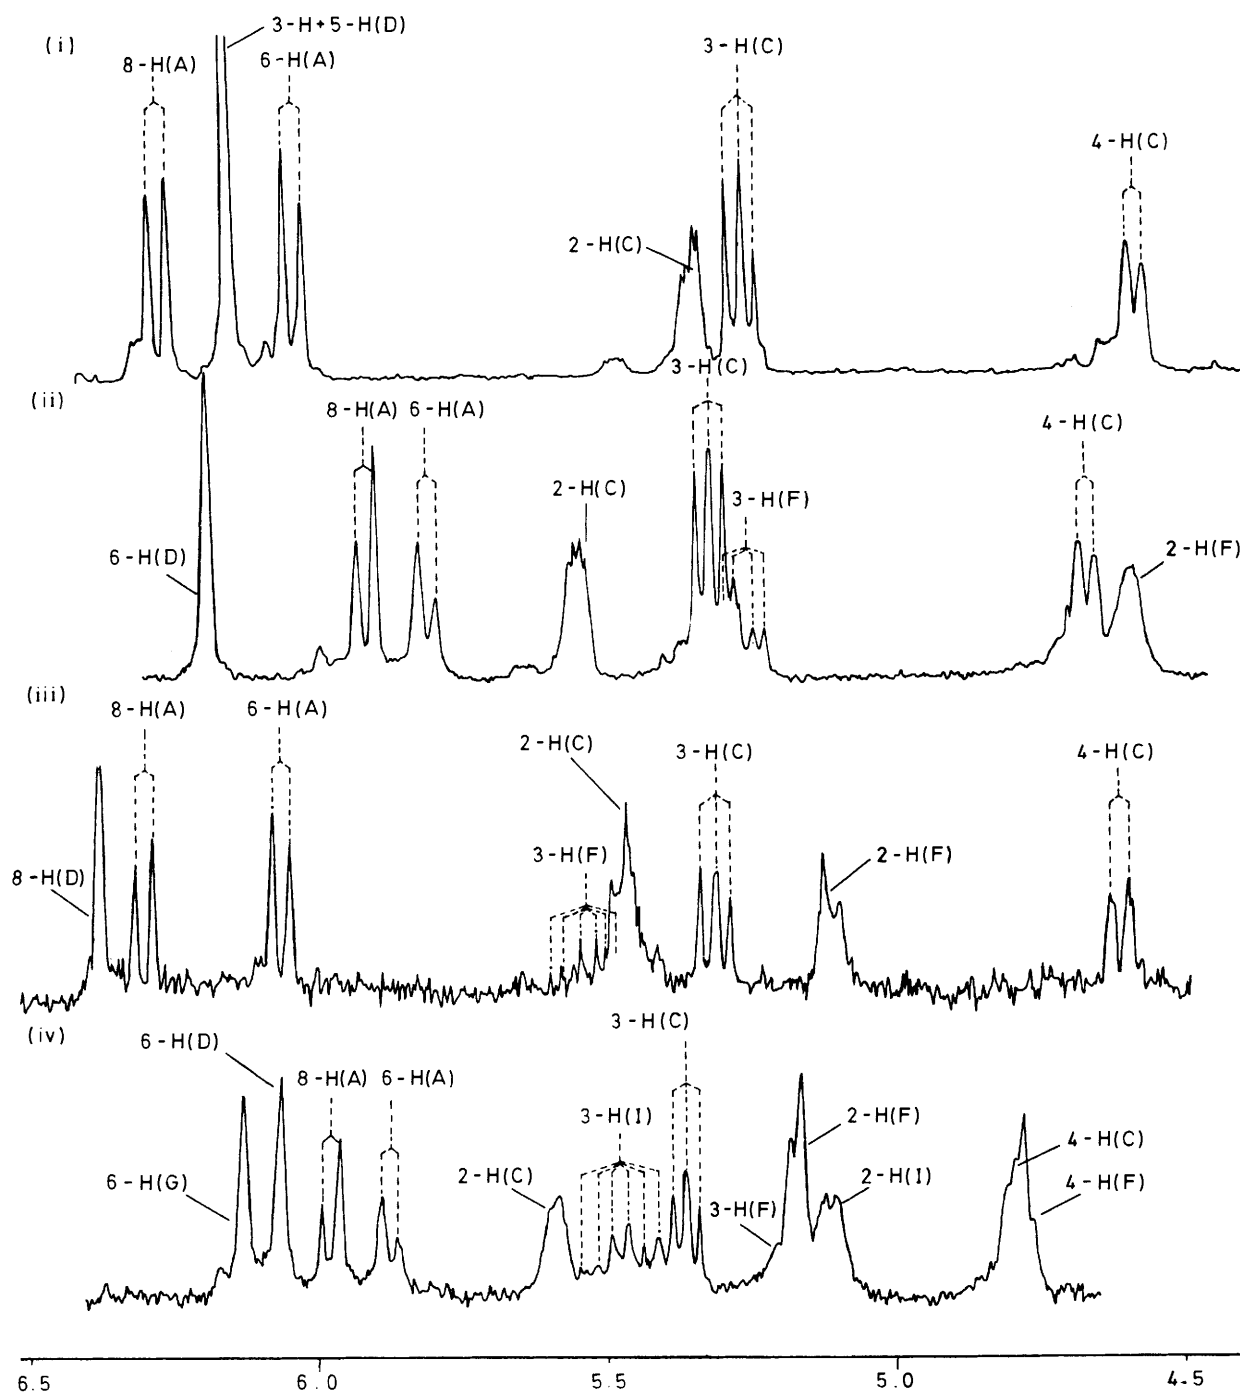 (i)
3-H+5-H(D)
8-H(A)
6-H(A)
3-H(C)
4-H(C)
2-H(C)
(ii)
3-H(C)
8-H(A)
6-H(A)
4-H(C)
2-H(C)
3-H(F)
6-H(D)
2-H(F)
(iii)
8-H(A)
6-H(A)
2-H(C)
3-H(C)
4-H(C)
3-H(F)
2-H(F)
8-H(D)
(iv)
3-H(C)
6-H(D)
8-H(A)
6-H(A)
3-H(I)
2-H(F)
4-H(C)
6-H(G)
2-H(C)
2-H(I)
4-H(F)
3-H(F)
6.5 6.0 5.5 5.0 4.5